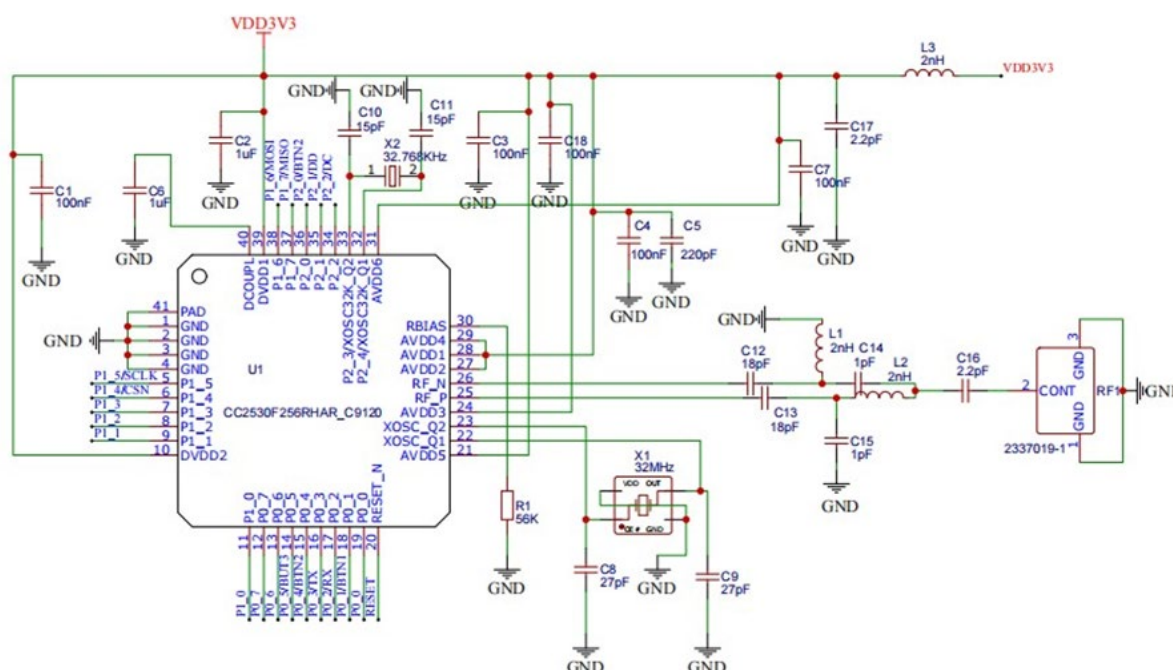 VDD3V3
L3
2nH
VDD3V3
GND
GND
C10
15pF
C11
15pF
C2
1uF
X2
32.768KHz
1
2
C3
100nF
C18
100nF
C17
2.2pF
C7
100nF
C1
100nF
C6
1uF
P1_6/MOSI
P1_7/MISO
P2_0/BTN2
P2_1/DD
P2_2/DC
GND
GND
GND
GND
GND
GND
GND
C4
100nF
C5
220pF
GND
GND
40
39
38
37
36
35
34
33
32
31
DCOUPL
DVDD1
P1_6
P1_7
P2_0
P2_1
P2_2
P2_3/XOSC32K_Q2
P2_4/XOSC32K_Q1
AVDD6
GND
41 PAD
1 GND
2 GND
3 GND
4 GND
P1_5/SCLK 5 P1_5
P1_4/CSN 6 P1_4
P1_3 7 P1_3
P1_2 8 P1_2
P1_1 9 P1_1
10 DVDD2
U1
CC2530F256RHAR_C9120
RBIAS 30
AVDD4 29
AVDD1 28
AVDD2 27
RF_N 26
RF_P 25
AVDD3 24
XOSC_Q2 23
XOSC_Q1 22
AVDD5 21
GND
L1
2nH
C12
18pF
C14
1pF
L2
2nH
C13
18pF
C16
2.2pF
C15
1pF
GND
3
GND
2
CONT
RF1
GND
1
GND
2337019-1
X1
32MHz
VDD OUT
GND
R1
56K
GND
C8
27pF
GND
C9
27pF
GND
GND
P1_0
P0_7
P0_6
P0_5
P0_4
P0_3
P0_2
P0_1
P0_0
RESET_N
11
12
13
14
15
16
17
18
19
20
P1_0
P0_7
P0_6
P0_5/BUT3
P0_4/BTN2
P0_3/TX
P0_2/RX
P0_1/BTN1
P0_0
RESET